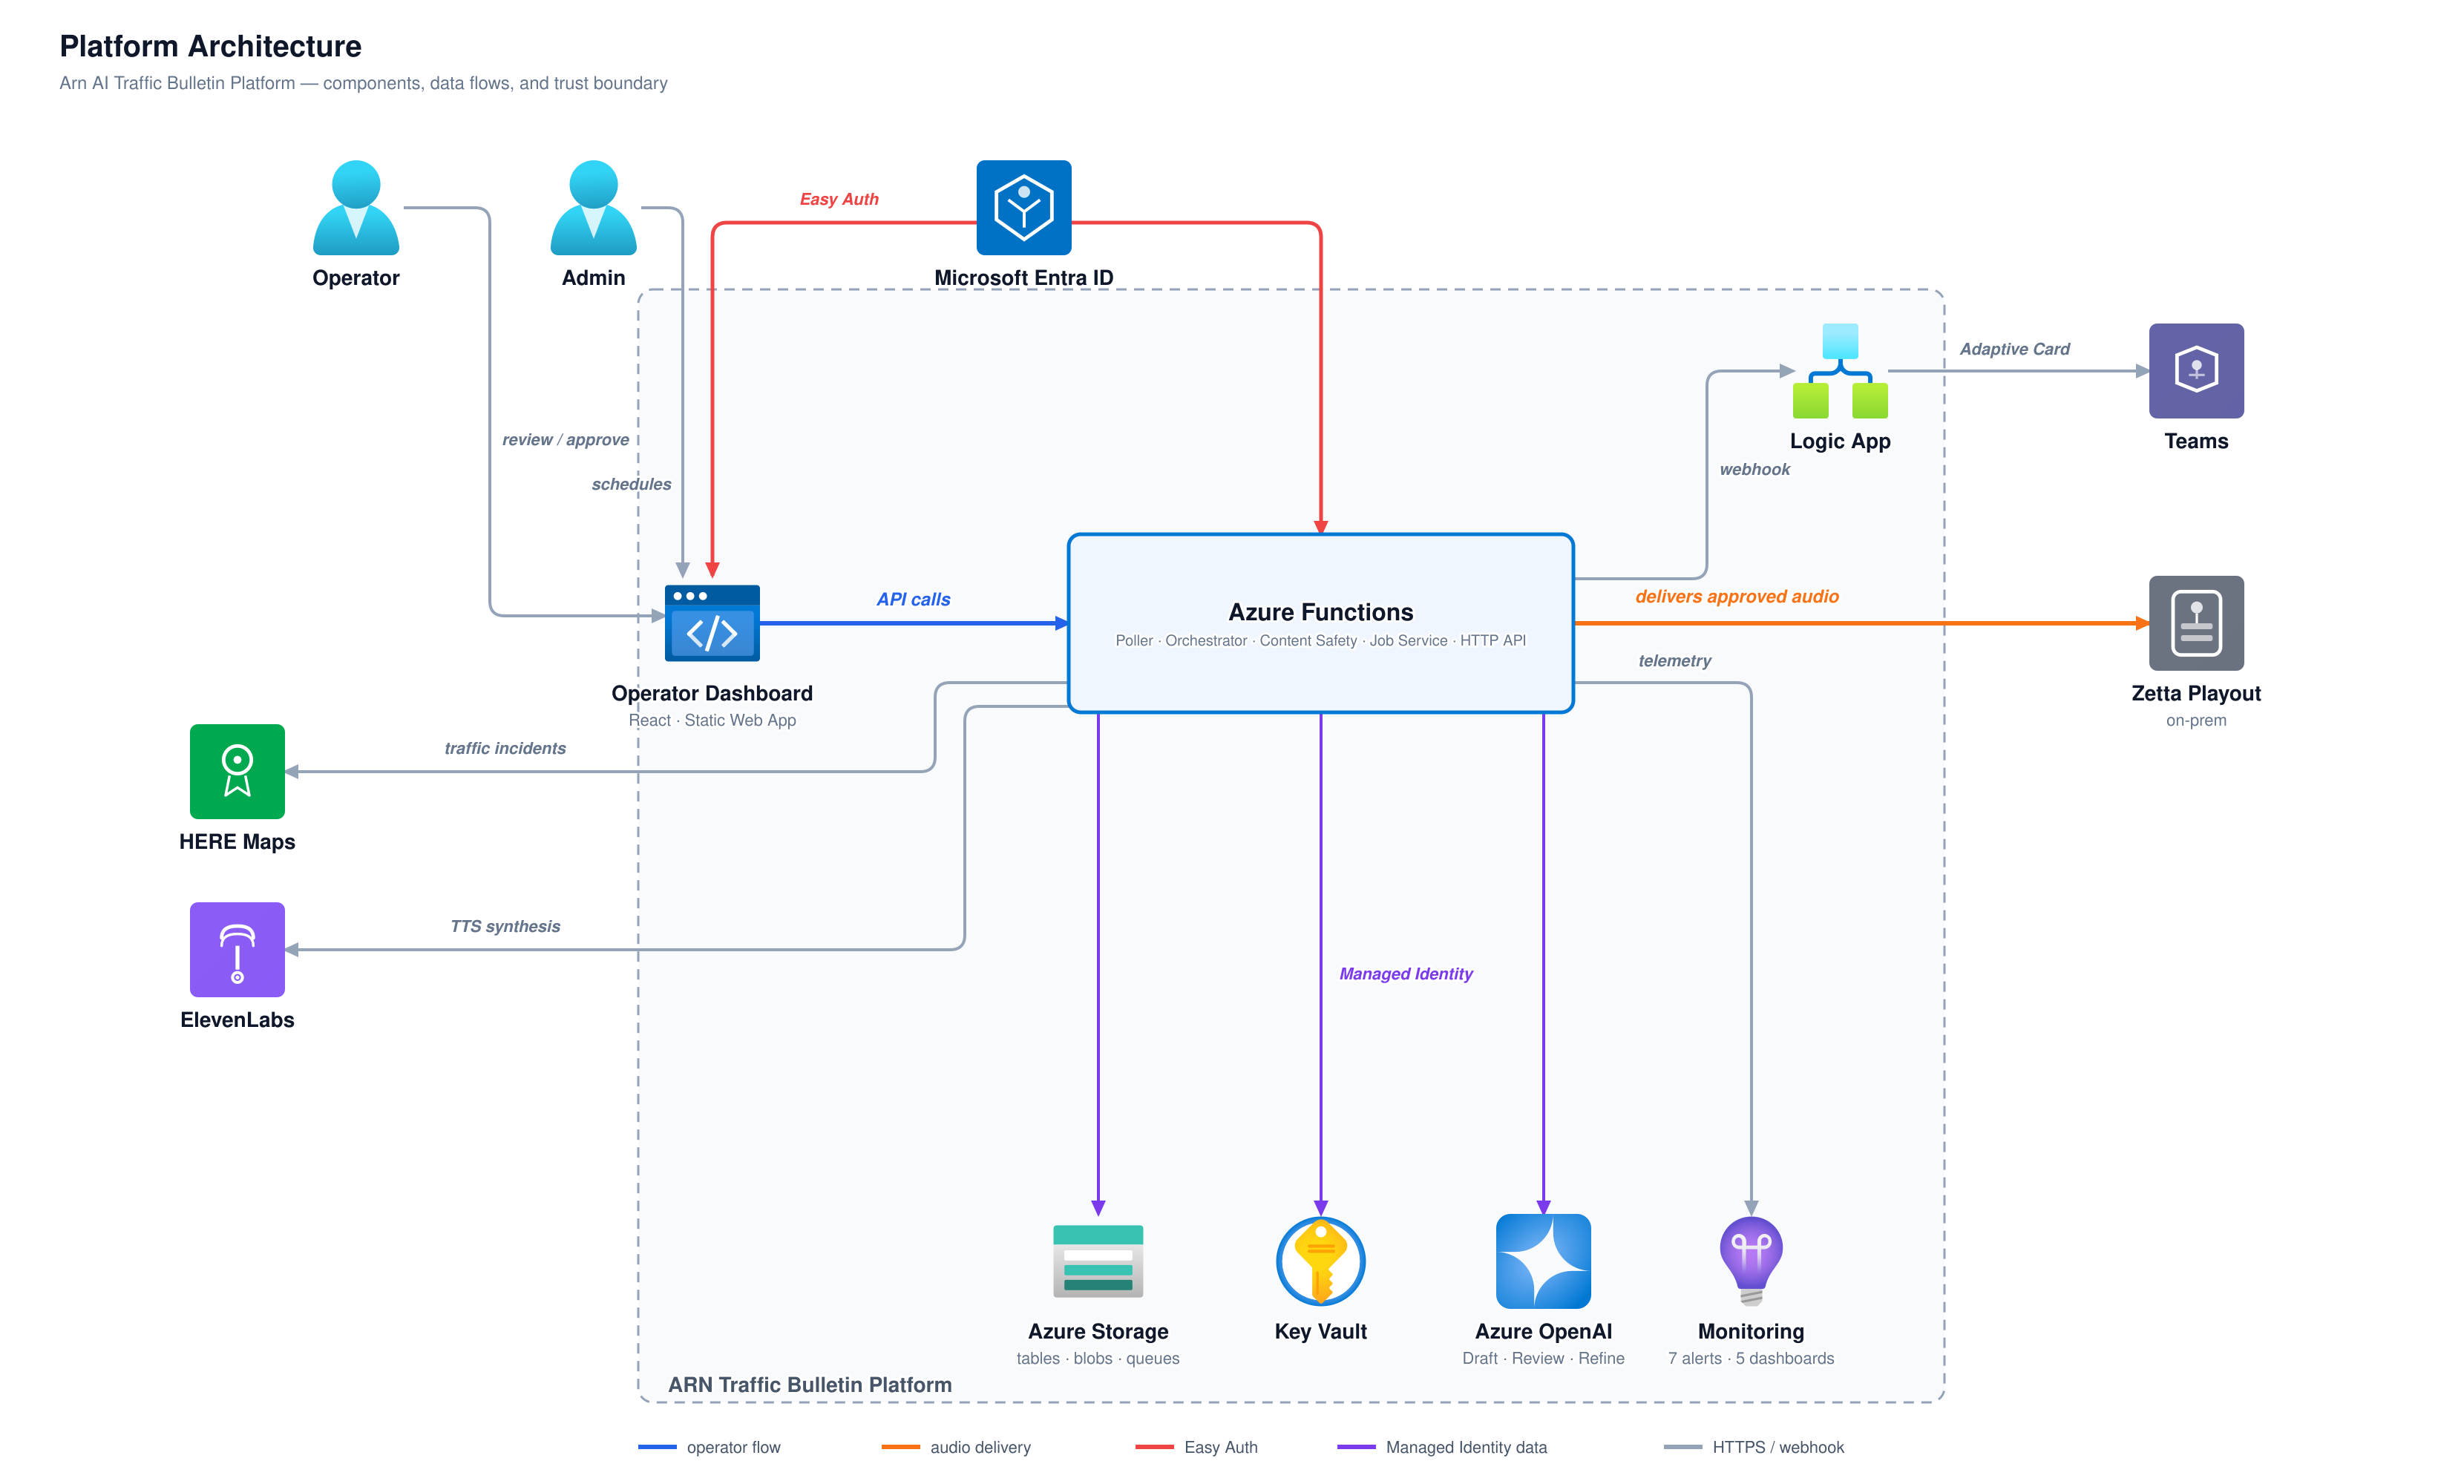 Platform Architecture
Arn AI Traffic Bulletin Platform — components, data flows, and trust boundary
Easy Auth
Operator
Admin
Microsoft Entra ID
Adaptive Card
review / approve
Logic App
Teams
webhook
schedules
API calls
delivers approved audio
Azure Functions
Poller · Orchestrator · Content Safety · Job Service · HTTP API
telemetry
Operator Dashboard
React · Static Web App
Zetta Playout
on-prem
traffic incidents
HERE Maps
TTS synthesis
Managed Identity
ElevenLabs
Azure Storage
tables · blobs · queues
Key Vault
Azure OpenAI
Draft · Review · Refine
Monitoring
7 alerts · 5 dashboards
ARN Traffic Bulletin Platform
operator flow
audio delivery
Easy Auth
Managed Identity data
HTTPS / webhook